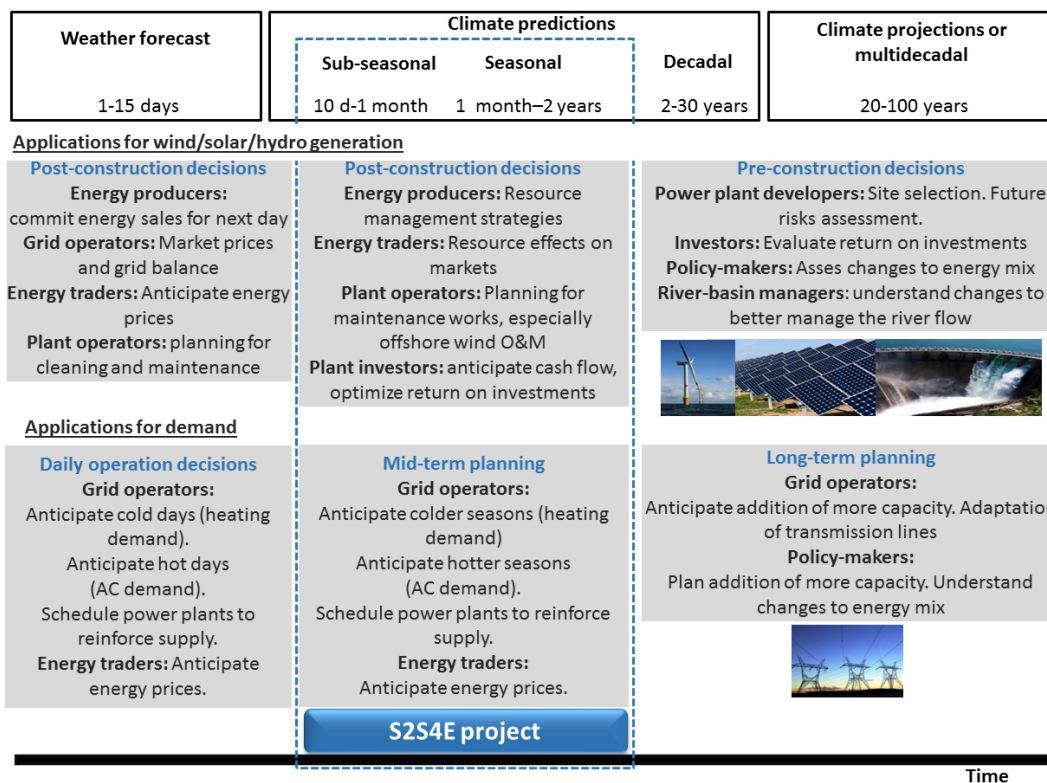 Weather forecast
1-15 days
Climate predictions
Sub-seasonal
Seasonal
Decadal
10 d-1 month
1 month–2 years
2-30 years
Climate projections or
multidecadal
20-100 years
Applications for wind/solar/hydro generation
Post-construction decisions
Energy producers:
commit energy sales for next day
Grid operators: Market prices
and grid balance
Energy traders: Anticipate energy
prices
Plant operators: planning for
cleaning and maintenance
Post-construction decisions
Energy producers: Resource
management strategies
Energy traders: Resource effects on
markets
Plant operators: Planning for
maintenance works, especially
offshore wind O&M
Plant investors: anticipate cash flow,
optimize return on investments
Pre-construction decisions
Power plant developers: Site selection. Future
risks assessment.
Investors: Evaluate return on investments
Policy-makers: Asses changes to energy mix
River-basin managers: understand changes to
better manage the river flow
Applications for demand
Daily operation decisions
Grid operators:
Anticipate cold days (heating
demand).
Anticipate hot days
(AC demand).
Schedule power plants to
reinforce supply.
Energy traders: Anticipate
energy prices.
Mid-term planning
Grid operators:
Anticipate colder seasons (heating
demand)
Anticipate hotter seasons
(AC demand).
Schedule power plants to reinforce
supply.
Energy traders:
Anticipate energy prices.
Long-term planning
Grid operators:
Anticipate addition of more capacity. Adaptation
of transmission lines
Policy-makers:
Plan addition of more capacity. Understand
changes to energy mix
S2S4E project
Time